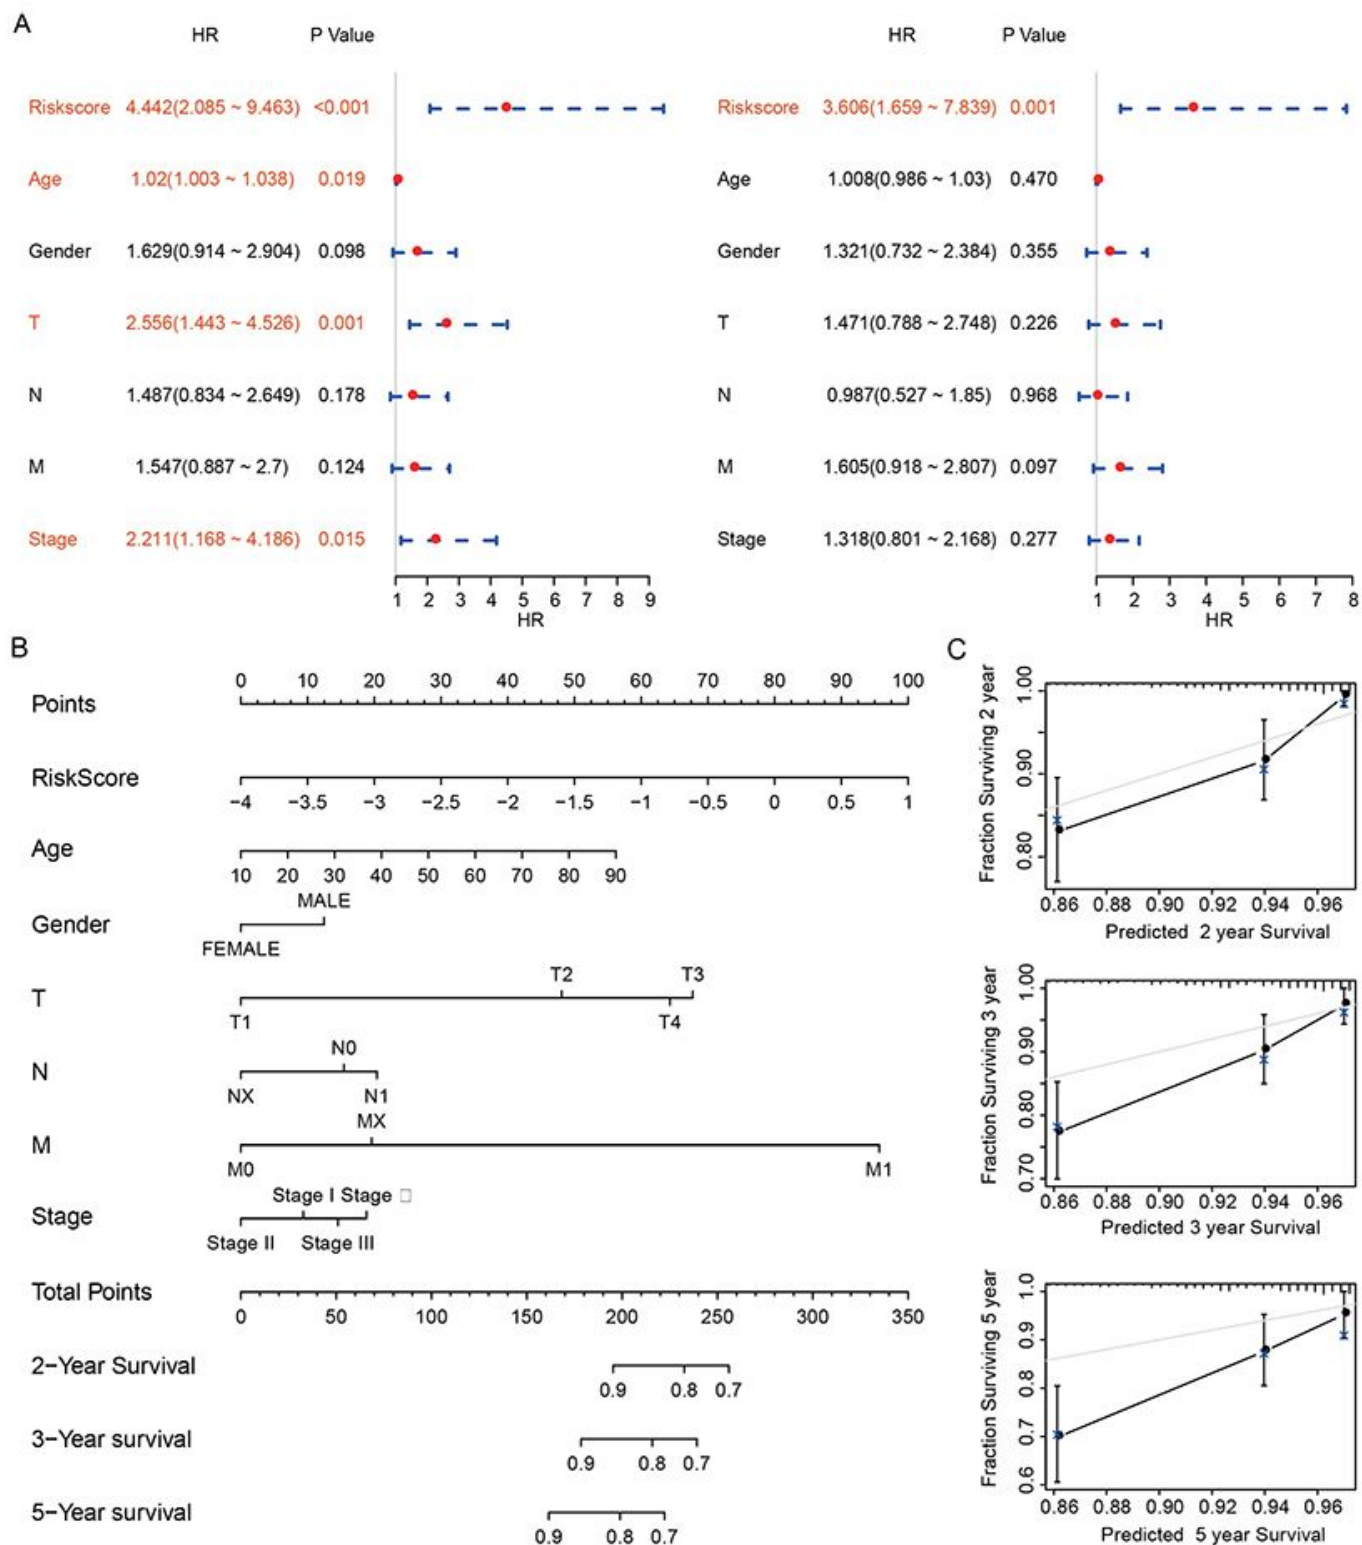 A
HR P Value HR P Value
Riskscore 4.442(2.085 ~ 9.463) <0.001 Riskscore 3.606(1.659 ~ 7.839) 0.001
Age 1.02(1.003 ~ 1.038) 0.019 Age 1.008(0.986 ~ 1.03) 0.470
Gender 1.629(0.914 ~ 2.904) 0.098 Gender 1.321(0.732 ~ 2.384) 0.355
T 2.556(1.443 ~ 4.526) 0.001 T 1.471(0.788 ~ 2.748) 0.226
N 1.487(0.834 ~ 2.649) 0.178 N 0.987(0.527 ~ 1.85) 0.968
M 1.547(0.887 ~ 2.7) 0.124 M 1.605(0.918 ~ 2.807) 0.097
Stage 2.211(1.168 ~ 4.186) 0.015 Stage 1.318(0.801 ~ 2.168) 0.277
1 2 3 4 5 6 7 8 9 1 2 3 4 5 6 7 8
HR HR
B
0 10 20 30 40 50 60 70 80 90 100
Points
RiskScore
−4 −3.5 −3 −2.5 −2 −1.5 −1 −0.5 0 0.5 1
Age
10 20 30 40 50 60 70 80 90
MALE
Gender
FEMALE
T2 T3
T
T1 T4
N0
N
NX N1
MX
M
M0 M1
Stage I Stage □
Stage
Stage II Stage III
Total Points
0 50 100 150 200 250 300 350
2−Year Survival
0.9 0.8 0.7
3−Year survival
0.9 0.8 0.7
5−Year survival
0.9 0.8 0.7
C
Fraction Surviving 2 year
0.80 0.90 1.00
0.86 0.88 0.90 0.92 0.94 0.96
Predicted 2 year Survival
Fraction Surviving 3 year
0.70 0.80 0.90 1.00
0.86 0.88 0.90 0.92 0.94 0.96
Predicted 3 year Survival
Fraction Surviving 5 year
0.6 0.7 0.8 0.9 1.0
0.86 0.88 0.90 0.92 0.94 0.96
Predicted 5 year Survival